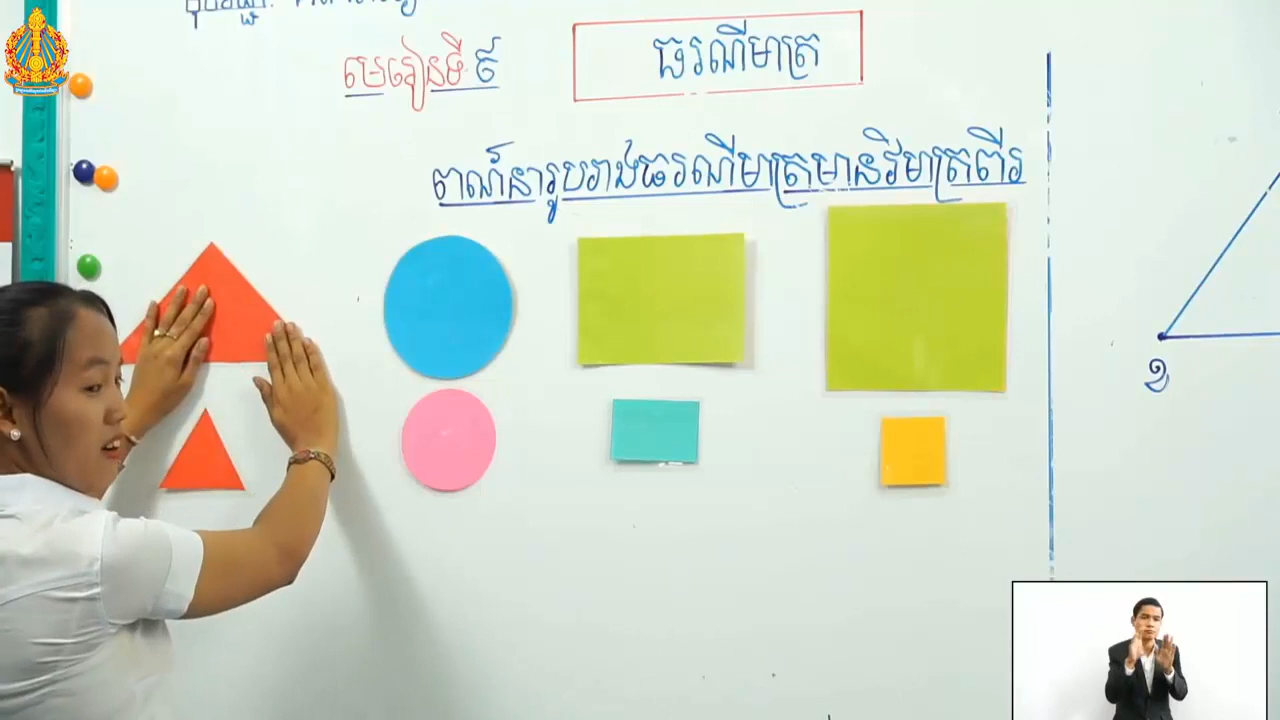 មេរៀនទី ៩
ធរណីមាត្រ
ពណ៌នារូបរាងធរណីមាត្រមានវិមាត្រពីរ
ខ